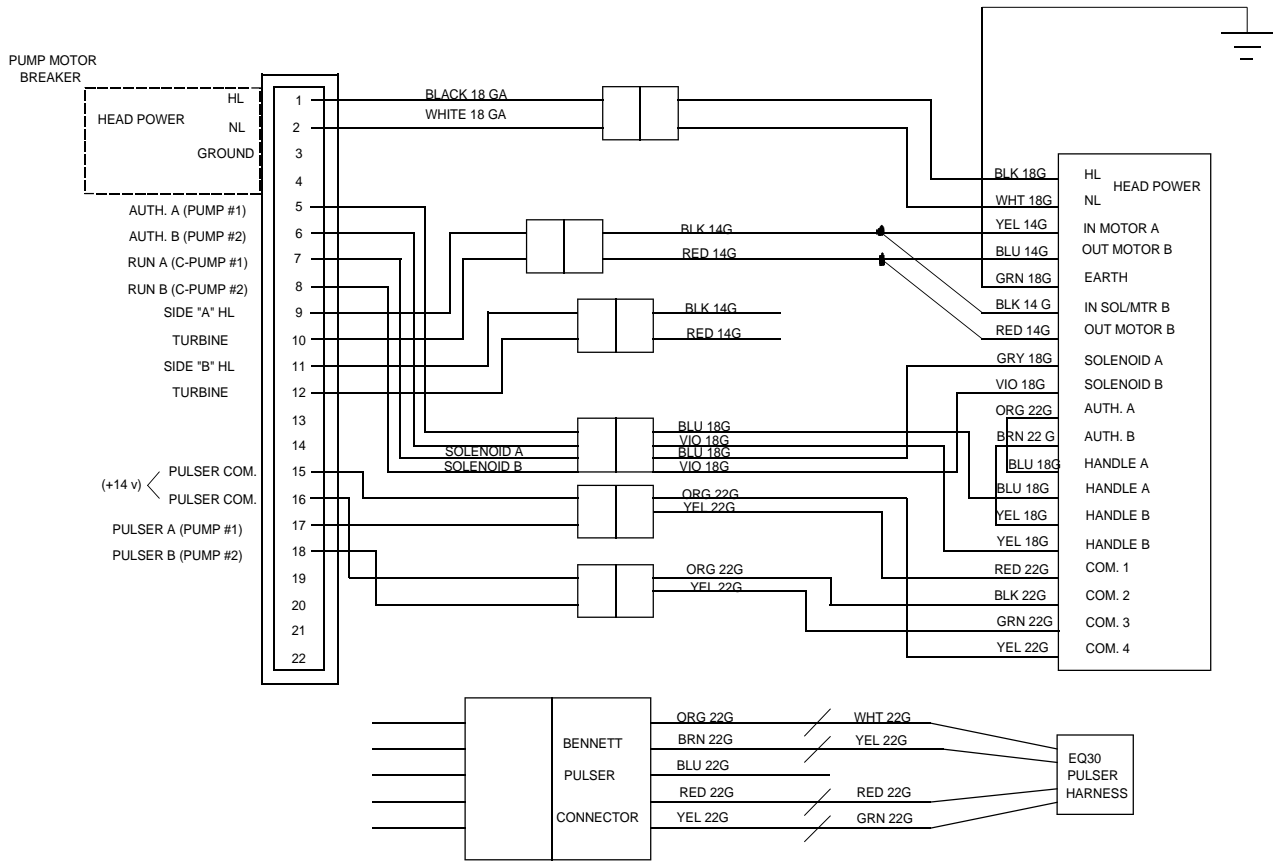 PUMP MOTOR
BREAKER
HL
HEAD POWER
NL
GROUND
AUTH. A (PUMP #1)
AUTH. B (PUMP #2)
RUN A (C-PUMP #1)
RUN B (C-PUMP #2)
SIDE "A" HL
TURBINE
SIDE "B" HL
TURBINE
(+14 v)
PULSER COM.
PULSER COM.
PULSER A (PUMP #1)
PULSER B (PUMP #2)
1
2
3
4
5
6
7
8
9
10
11
12
13
14
15
16
17
18
19
20
21
22
BLACK 18 GA
WHITE 18 GA
BLK 14G
RED 14G
BLK 14G
RED 14G
SOLENOID A
SOLENOID B
BLU 18G
VIO 18G
BLU 18G
VIO 18G
ORG 22G
YEL 22G
ORG 22G
YEL 22G
BLK 18G
WHT 18G
YEL 14G
BLU 14G
GRN 18G
BLK 14 G
RED 14G
GRY 18G
VIO 18G
ORG 22G
BRN 22 G
BLU 18G
BLU 18G
YEL 18G
YEL 18G
RED 22G
BLK 22G
GRN 22G
YEL 22G
HL
HEAD POWER
NL
IN MOTOR A
OUT MOTOR B
EARTH
IN SOL/MTR B
OUT MOTOR B
SOLENOID A
SOLENOID B
AUTH. A
AUTH. B
HANDLE A
HANDLE A
HANDLE B
HANDLE B
COM. 1
COM. 2
COM. 3
COM. 4
BENNETT
PULSER
CONNECTOR
ORG 22G
BRN 22G
BLU 22G
RED 22G
YEL 22G
WHT 22G
YEL 22G
RED 22G
GRN 22G
EQ30
PULSER
HARNESS